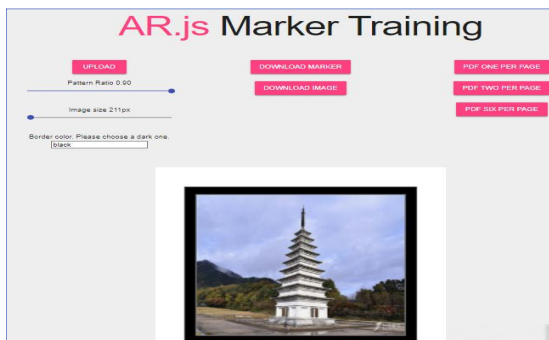 AR.js Marker Training
UPLOAD
Pattern Ratio 0.90
Image size 211px
Border color. Please choose a dark one.
black
DOWNLOAD MARKER
DOWNLOAD IMAGE
PDF ONE PER PAGE
PDF TWO PER PAGE
PDF SIX PER PAGE